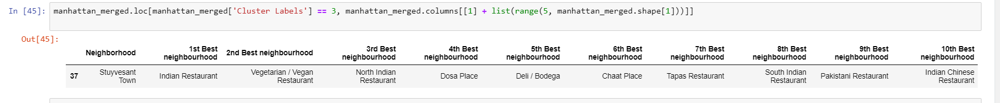 In [45]: manhattan_merged.loc[manhattan_merged['Cluster Labels'] == 3, manhattan_merged.columns[[1] + list(range(5, manhattan_merged.shape[1]))]]
Out[45]:
Neighborhood 1st Best neighbourhood 2nd Best neighbourhood 3rd Best neighbourhood 4th Best neighbourhood 5th Best neighbourhood 6th Best neighbourhood 7th Best neighbourhood 8th Best neighbourhood 9th Best neighbourhood 10th Best neighbourhood
37 Stuyvesant Town Indian Restaurant Vegetarian / Vegan Restaurant North Indian Restaurant Dosa Place Deli / Bodega Chaat Place Tapas Restaurant South Indian Restaurant Pakistani Restaurant Indian Chinese Restaurant